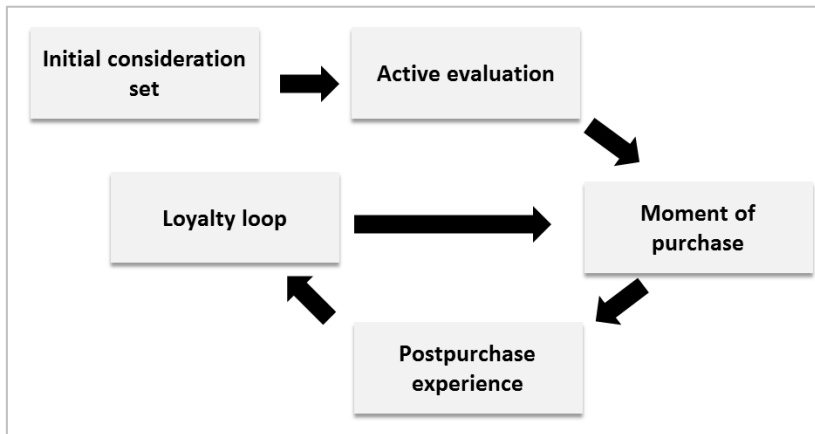 Initial consideration
set
Active evaluation
Loyalty loop
Moment of
purchase
Postpurchase
experience